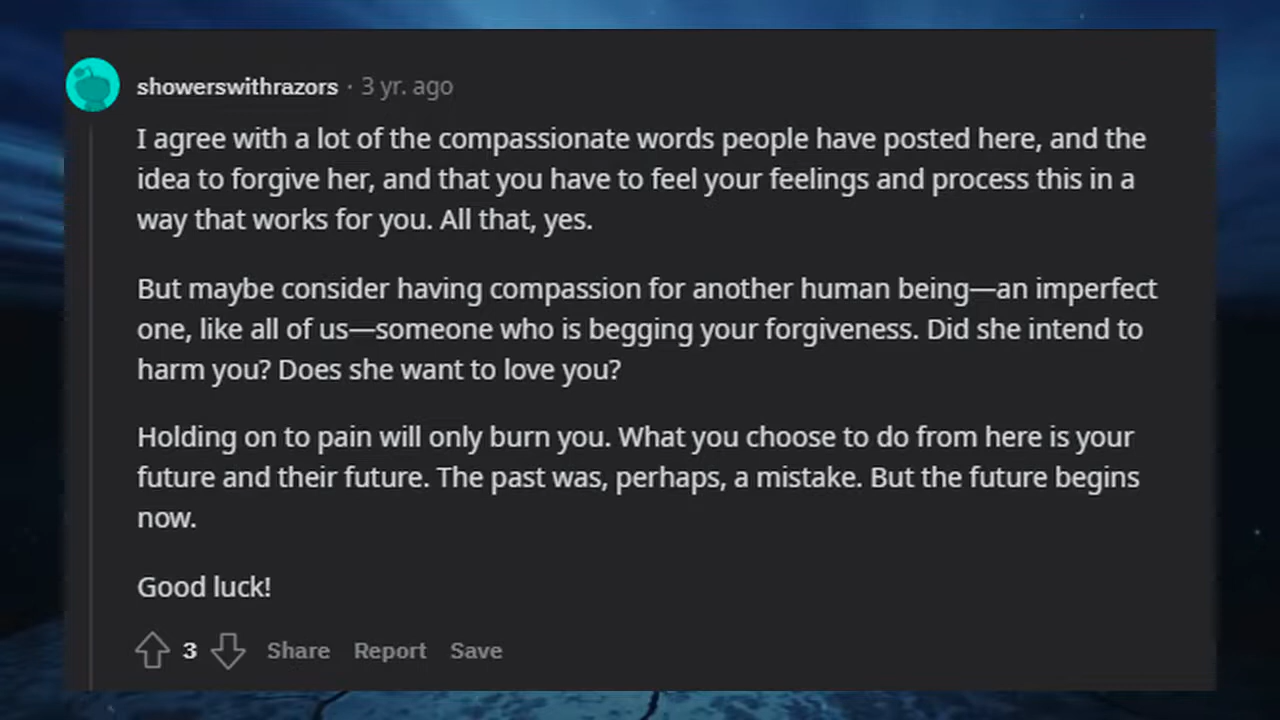 showerswithrazors · 3 yr. ago
I agree with a lot of the compassionate words people have posted here, and the
idea to forgive her, and that you have to feel your feelings and process this in a
way that works for you. All that, yes.
But maybe consider having compassion for another human being—an imperfect
one, like all of us—someone who is begging your forgiveness. Did she intend to
harm you? Does she want to love you?
Holding on to pain will only burn you. What you choose to do from here is your
future and their future. The past was, perhaps, a mistake. But the future begins
now.
Good luck!
3 Share Report Save